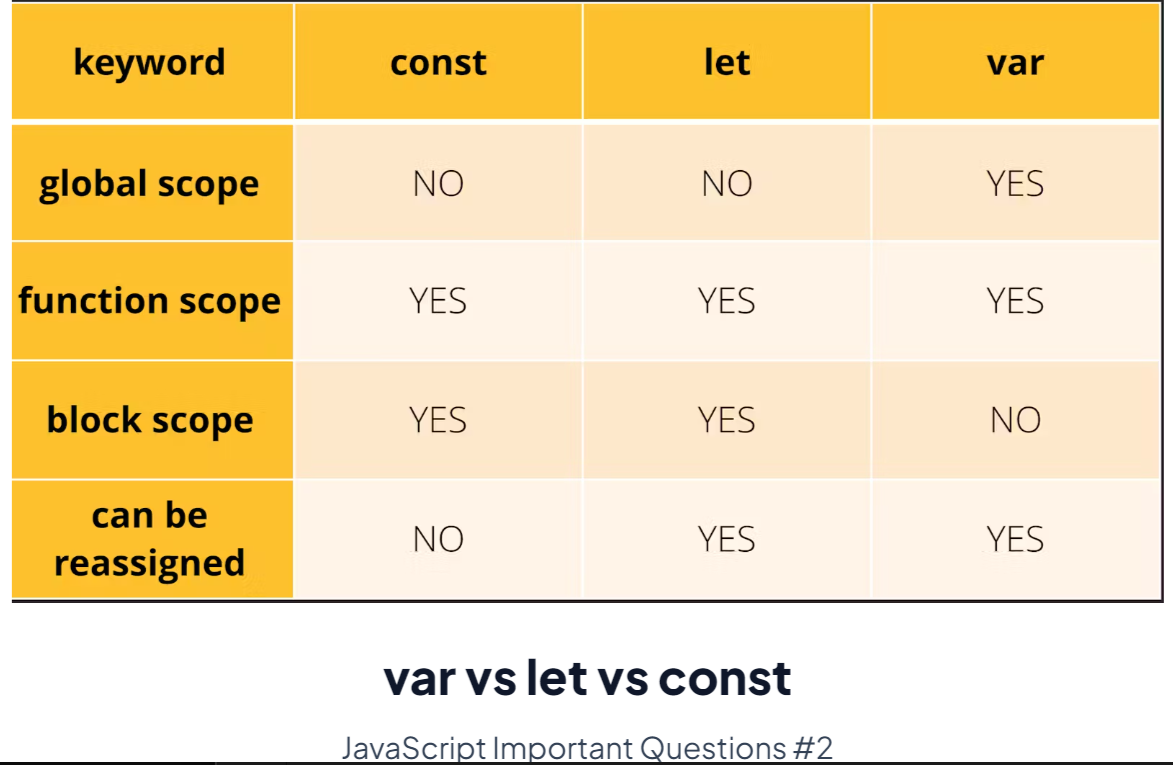 keyword const let var
global scope NO NO YES
function scope YES YES YES
block scope YES YES NO
can be
reassigned NO YES YES
var vs let vs const
JavaScript Important Questions #2